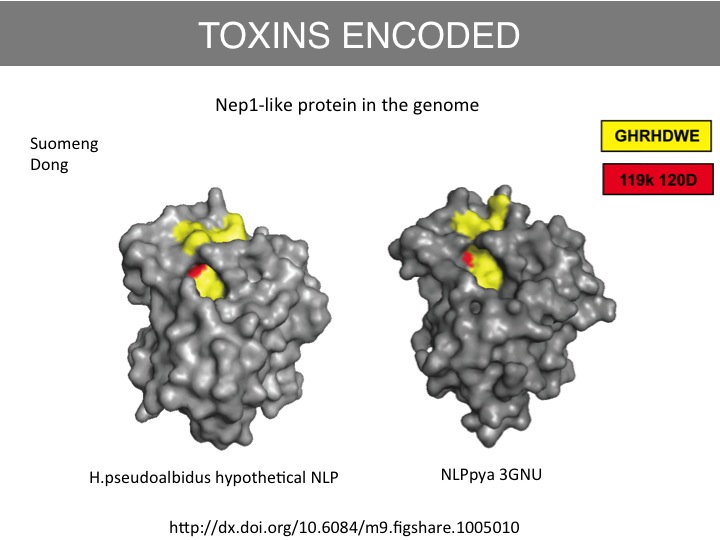 TOXINS ENCODED
Nep1-like protein in the genome
Suomeng
Dong
GHRHDWE
119k 120D
H.pseudoalbidus hypothetical NLP
NLPpya 3GNU
http://dx.doi.org/10.6084/m9.figshare.1005010